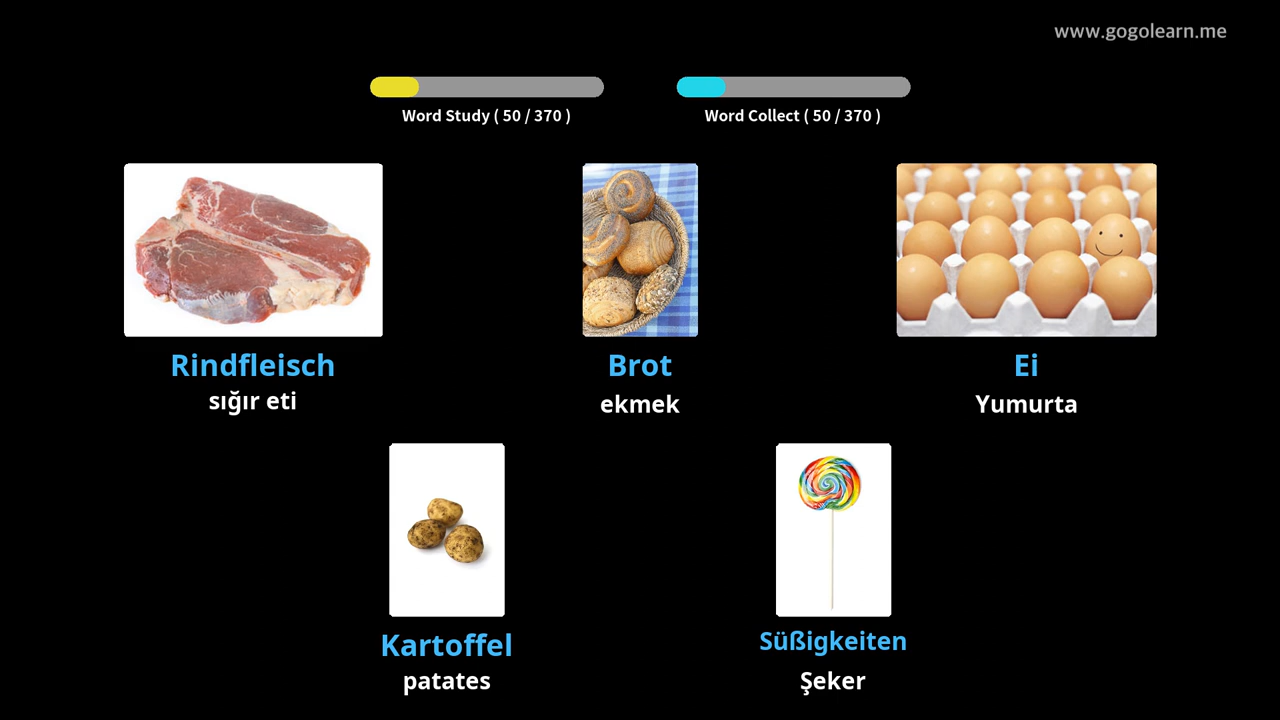 www.gogolearn.me
Word Study ( 50 / 370 )
Word Collect ( 50 / 370 )
Rindfleisch
sığır eti
Brot
ekmek
Ei
Yumurta
Kartoffel
patates
Süßigkeiten
Şeker